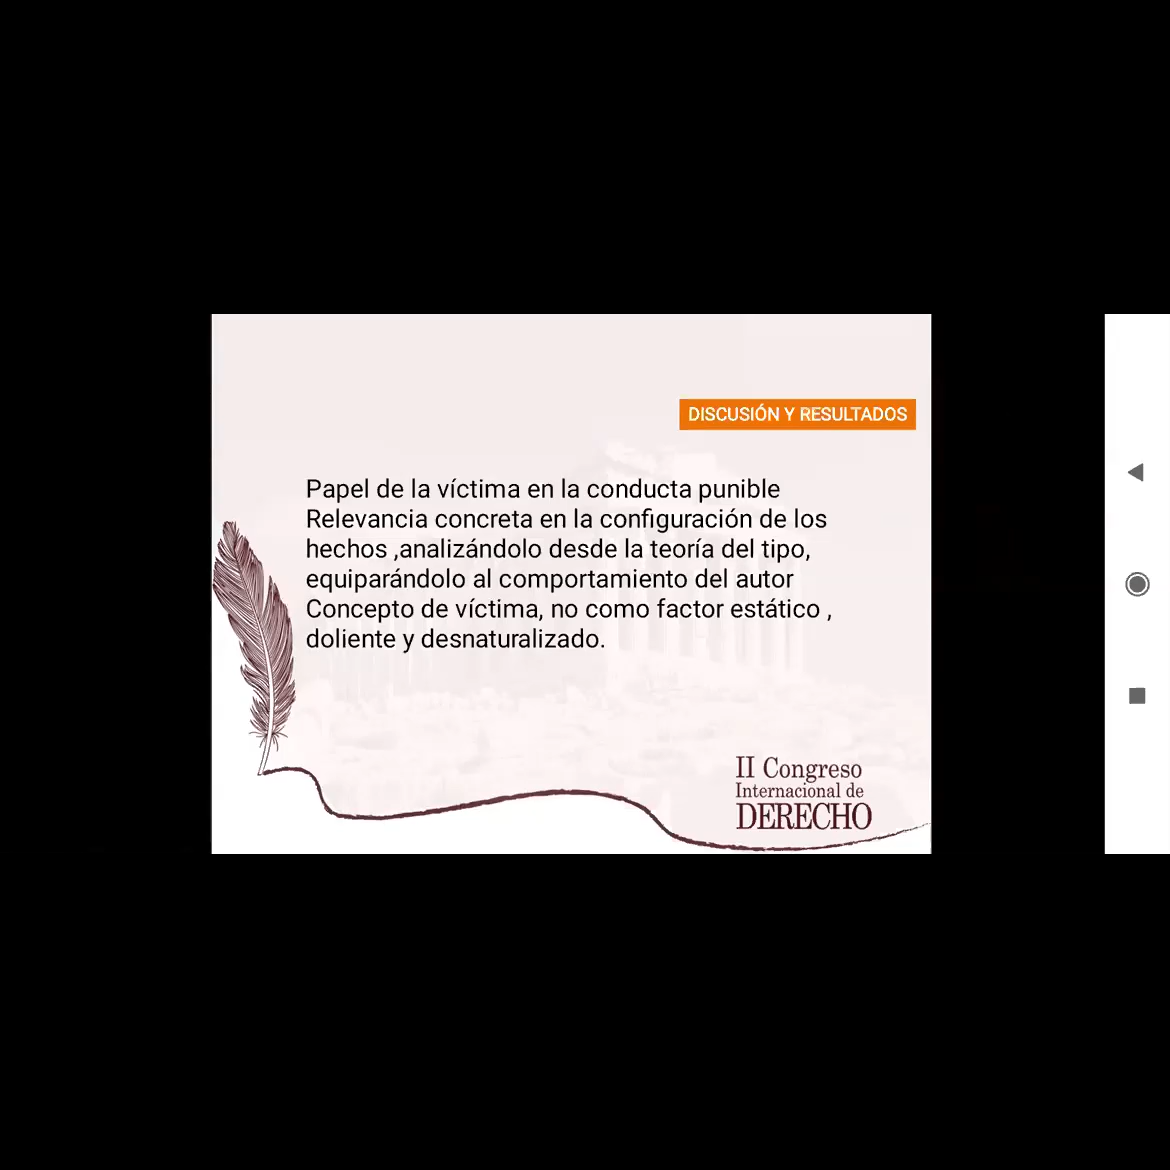 DISCUSIÓN Y RESULTADOS
Papel de la víctima en la conducta punible
Relevancia concreta en la configuración de los
hechos ,analizándolo desde la teoría del tipo,
equiparándolo al comportamiento del autor
Concepto de víctima, no como factor estático ,
doliente y desnaturalizado.
II Congreso
Internacional de
DERECHO